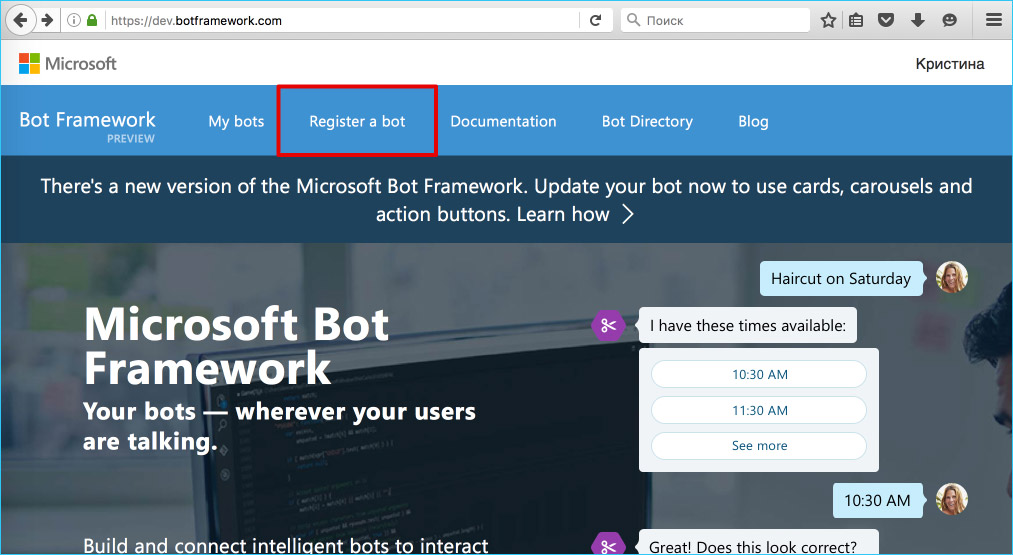 https://dev.botframework.com
Поиск
Microsoft
Кристина
Bot Framework
PREVIEW
My bots
Register a bot
Documentation
Bot Directory
Blog
There's a new version of the Microsoft Bot Framework. Update your bot now to use cards, carousels and
action buttons. Learn how
Microsoft Bot
Framework
Your bots — wherever your users
are talking.
Build and connect intelligent bots to interact
Haircut on Saturday
I have these times available:
10:30 AM
11:30 AM
See more
10:30 AM
Great! Does this look correct?